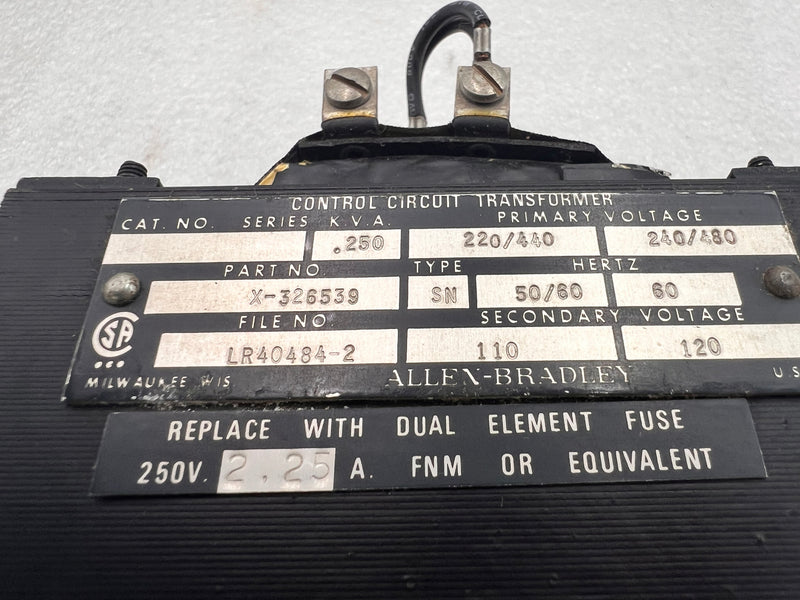 CONTROL CIRCUIT TRANSFORMER
CAT. NO. SERIES K.V.A. PRIMARY VOLTAGE
.250 220/440 240/480
PART NO TYPE HERTZ
X-326539 SN 50/60 60
FILE NO SECONDARY VOLTAGE
LR40484-2 110 120
SA
MILWAUKEE WIS ALLEN-BRADLEY U S
REPLACE WITH DUAL ELEMENT FUSE
250V. 2.25 A. FNM OR EQUIVALENT